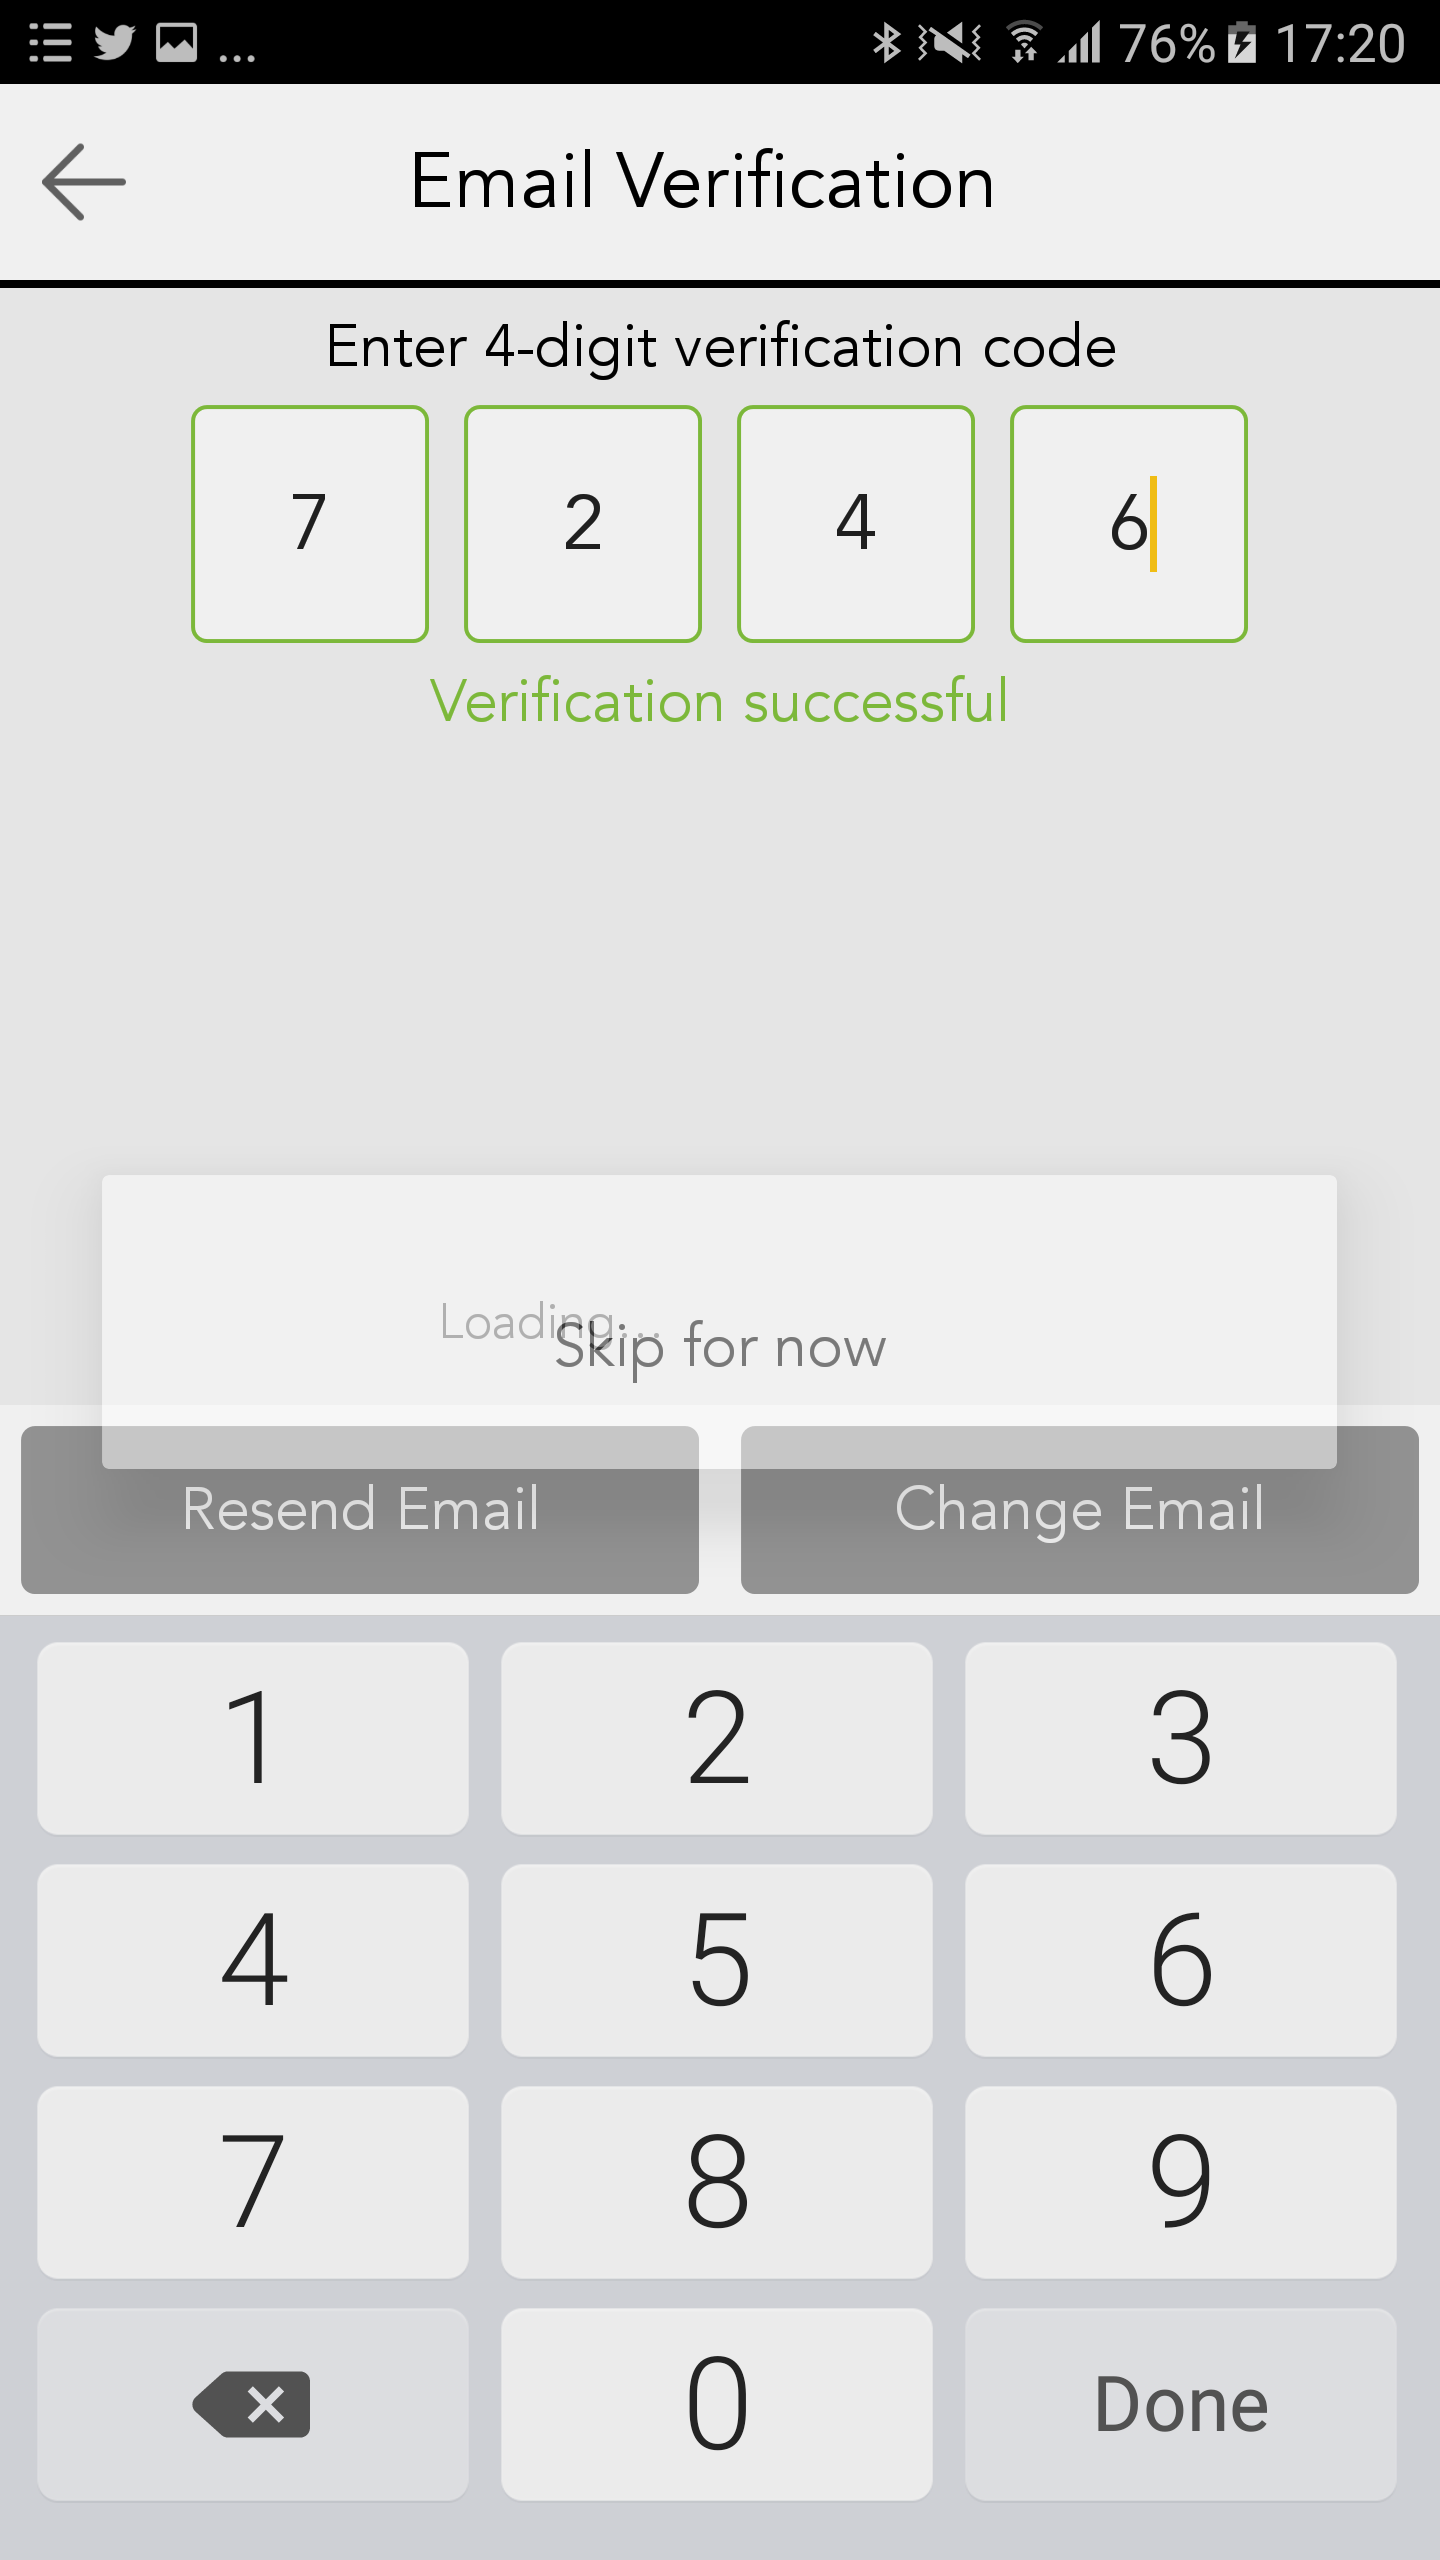 ... 76% 17:20
Email Verification
Enter 4-digit verification code
7 2 4 6
Verification successful
Loading...
Skip for now
Resend Email Change Email
1 2 3
4 5 6
7 8 9
0 Done